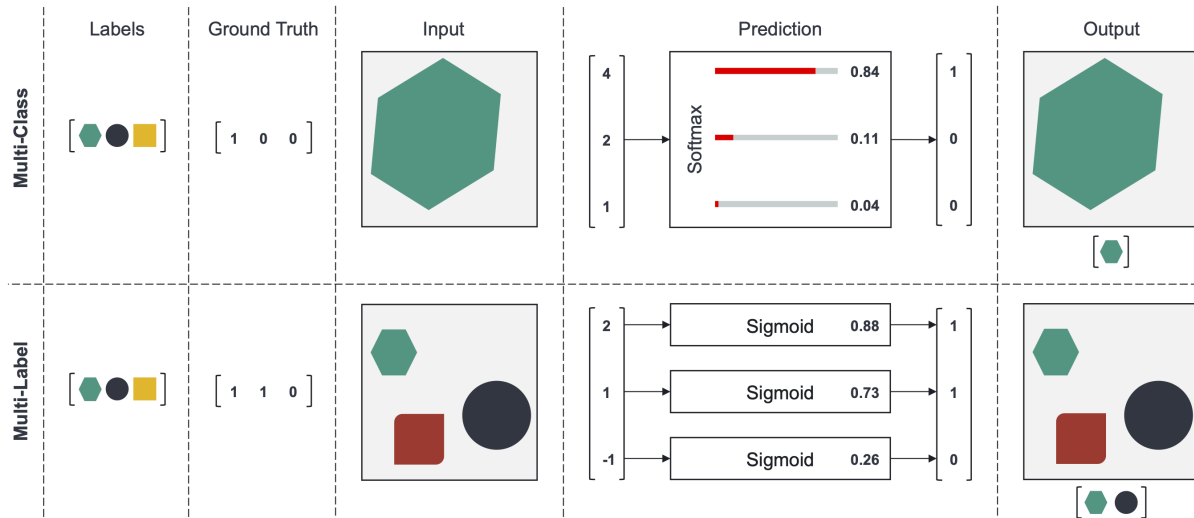 Labels
Ground Truth
Input
Prediction
Output
Multi-Class
1 0 0
4
2
1
Softmax
0.84
0.11
0.04
1
0
0
Multi-Label
1 1 0
2
1
-1
Sigmoid 0.88
Sigmoid 0.73
Sigmoid 0.26
1
1
0